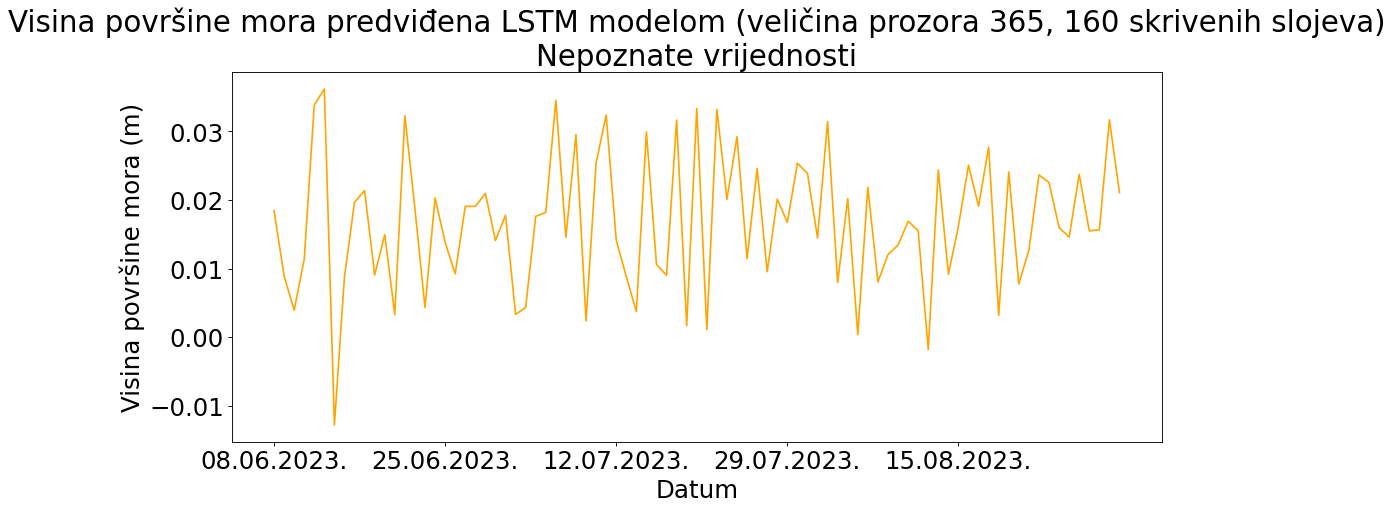 Visina površine mora predviđena LSTM modelom (veličina prozora 365, 160 skrivenih slojeva)
Nepoznate vrijednosti
Visina površine mora (m)
0.03
0.02
0.01
0.00
−0.01
08.06.2023. 25.06.2023. 12.07.2023. 29.07.2023. 15.08.2023.
Datum